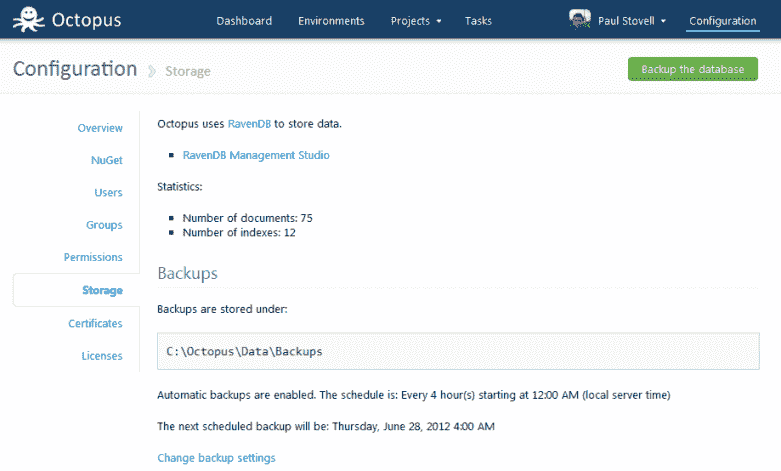 Octopus
Dashboard
Environments
Projects
Tasks
Paul Stovell
Configuration
Configuration
Storage
Backup the database
Overview
NuGet
Users
Groups
Permissions
Storage
Certificates
Licenses
Octopus uses RavenDB to store data.
RavenDB Management Studio
Statistics:
Number of documents: 75
Number of indexes: 12
Backups
Backups are stored under:
C:\Octopus\Data\Backups
Automatic backups are enabled. The schedule is: Every 4 hour(s) starting at 12:00 AM (local server time)
The next scheduled backup will be: Thursday, June 28, 2012 4:00 AM
Change backup settings